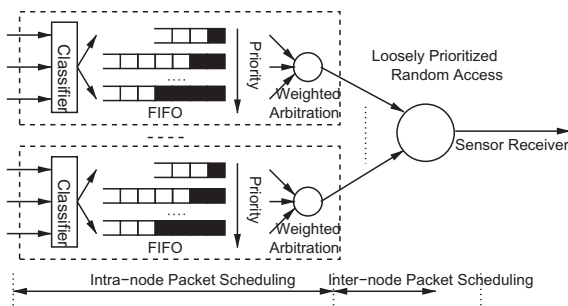 Classifier
....
FIFO
Priority
Weighted
Arbitration
Loosely Prioritized
Random Access
Sensor Receiver
Classifier
....
FIFO
Priority
Weighted
Arbitration
Intra-node Packet Scheduling
Inter-node Packet Scheduling